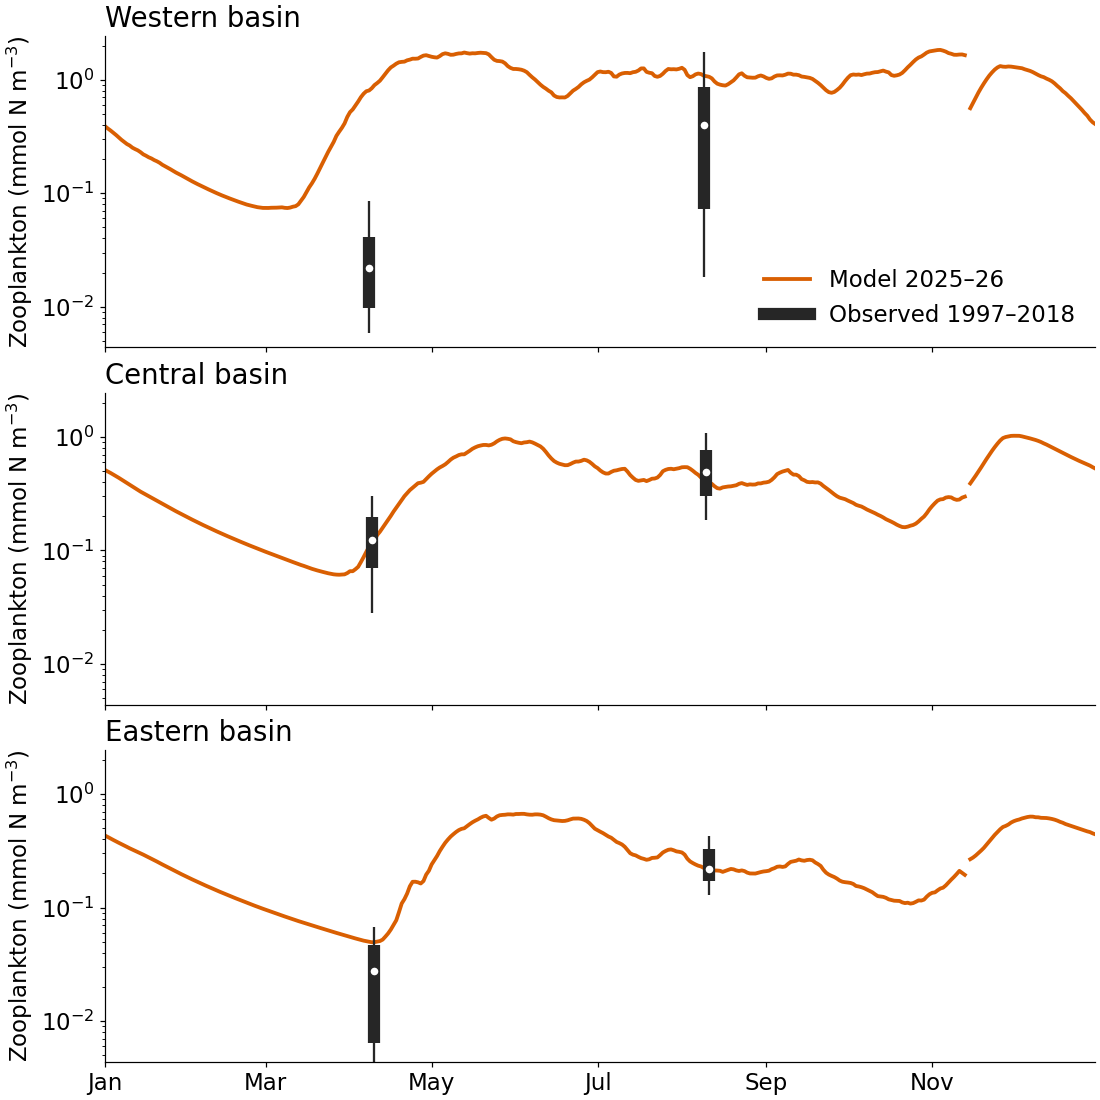 Western basin
Zooplankton (mmol N m⁻³)
10⁰
10⁻¹
10⁻²
Model 2025–26
Observed 1997–2018
Central basin
Zooplankton (mmol N m⁻³)
10⁰
10⁻¹
10⁻²
Eastern basin
Zooplankton (mmol N m⁻³)
10⁰
10⁻¹
10⁻²
Jan Mar May Jul Sep Nov